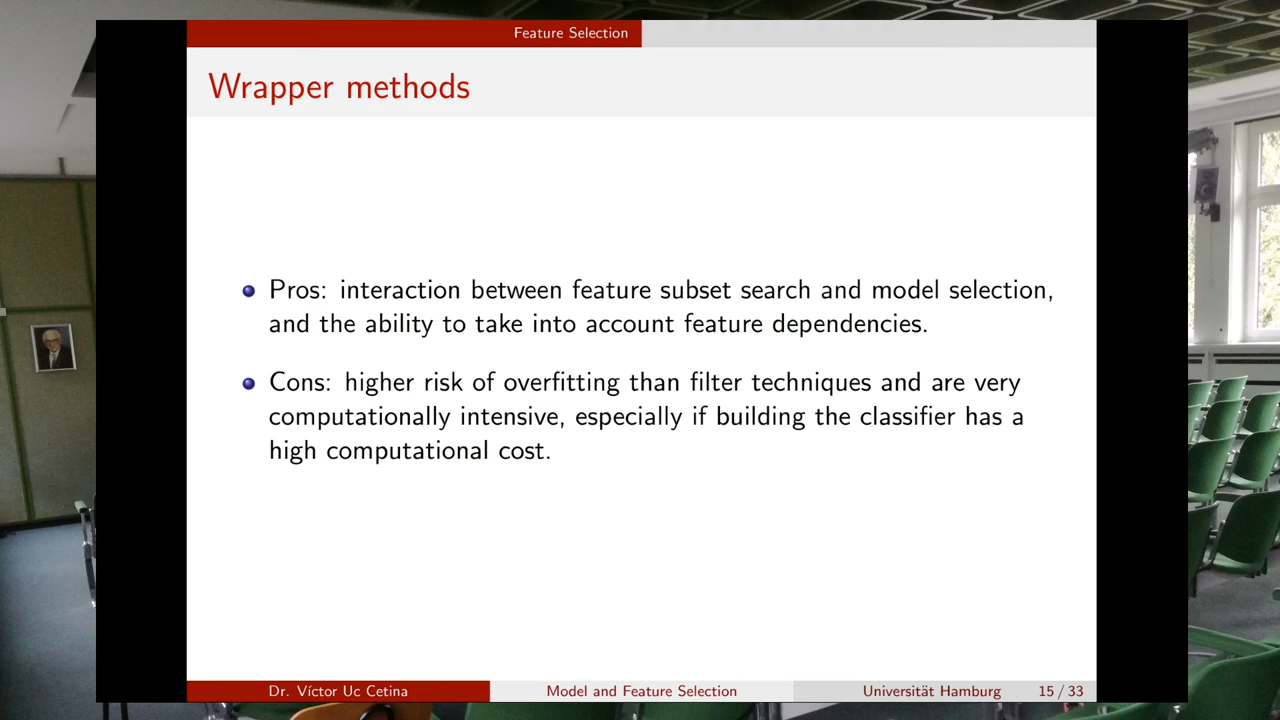 Feature Selection
Wrapper methods
Pros: interaction between feature subset search and model selection,
and the ability to take into account feature dependencies.
Cons: higher risk of overfitting than filter techniques and are very
computationally intensive, especially if building the classifier has a
high computational cost.
Dr. Víctor Uc Cetina
Model and Feature Selection
Universität Hamburg
15 / 33